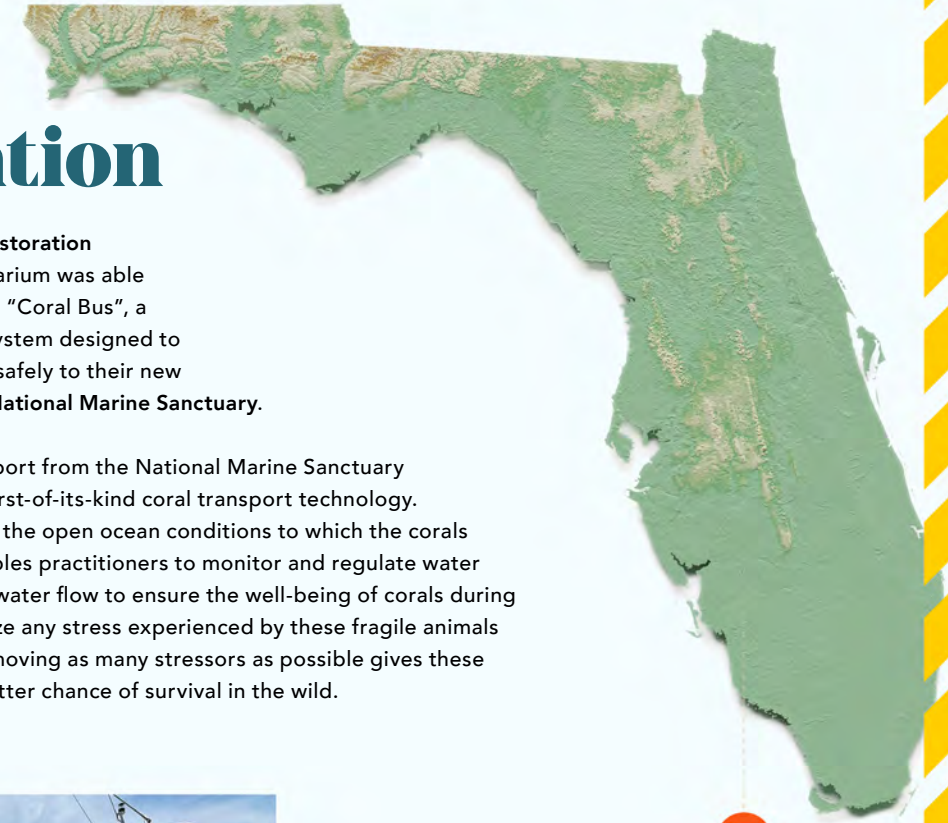 ation
storation
arium was able
"Coral Bus", a
ystem designed to
safely to their new
National Marine Sanctuary.
port from the National Marine Sanctuary
rst-of-its-kind coral transport technology.
the open ocean conditions to which the corals
bles practitioners to monitor and regulate water
water flow to ensure the well-being of corals during
ze any stress experienced by these fragile animals
moving as many stressors as possible gives these
tter chance of survival in the wild.